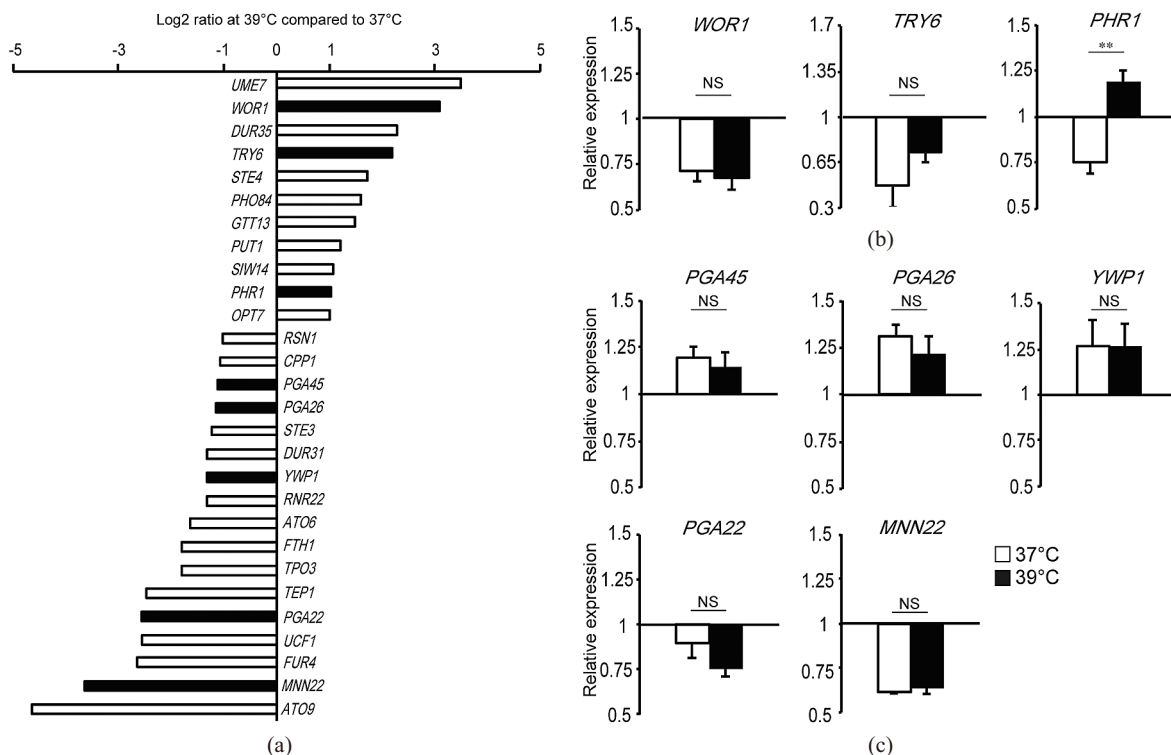 Log2 ratio at 39°C compared to 37°C
-5 -3 -1 1 3 5
UME7
WOR1
DUR35
TRY6
STE4
PHO84
GTT13
PUT1
SIW14
PHR1
OPT7
RSN1
CPP1
PGA45
PGA26
STE3
DUR31
YWP1
RNR22
ATO6
FTH1
TPO3
TEP1
PGA22
UCF1
FUR4
MNN22
ATO9
(a)
WOR1
Relative expression
1.5
1.25
1
0.75
0.5
NS
TRY6
1.7
1.35
1
0.65
0.3
NS
PHR1
1.5
1.25
1
0.75
0.5
**
(b)
PGA45
Relative expression
1.5
1.25
1
0.75
0.5
NS
PGA26
1.5
1.25
1
0.75
0.5
NS
YWP1
1.5
1.25
1
0.75
0.5
NS
PGA22
Relative expression
1.5
1.25
1
0.75
0.5
NS
MNN22
1.5
1.25
1
0.75
0.5
NS
37°C
39°C
(c)